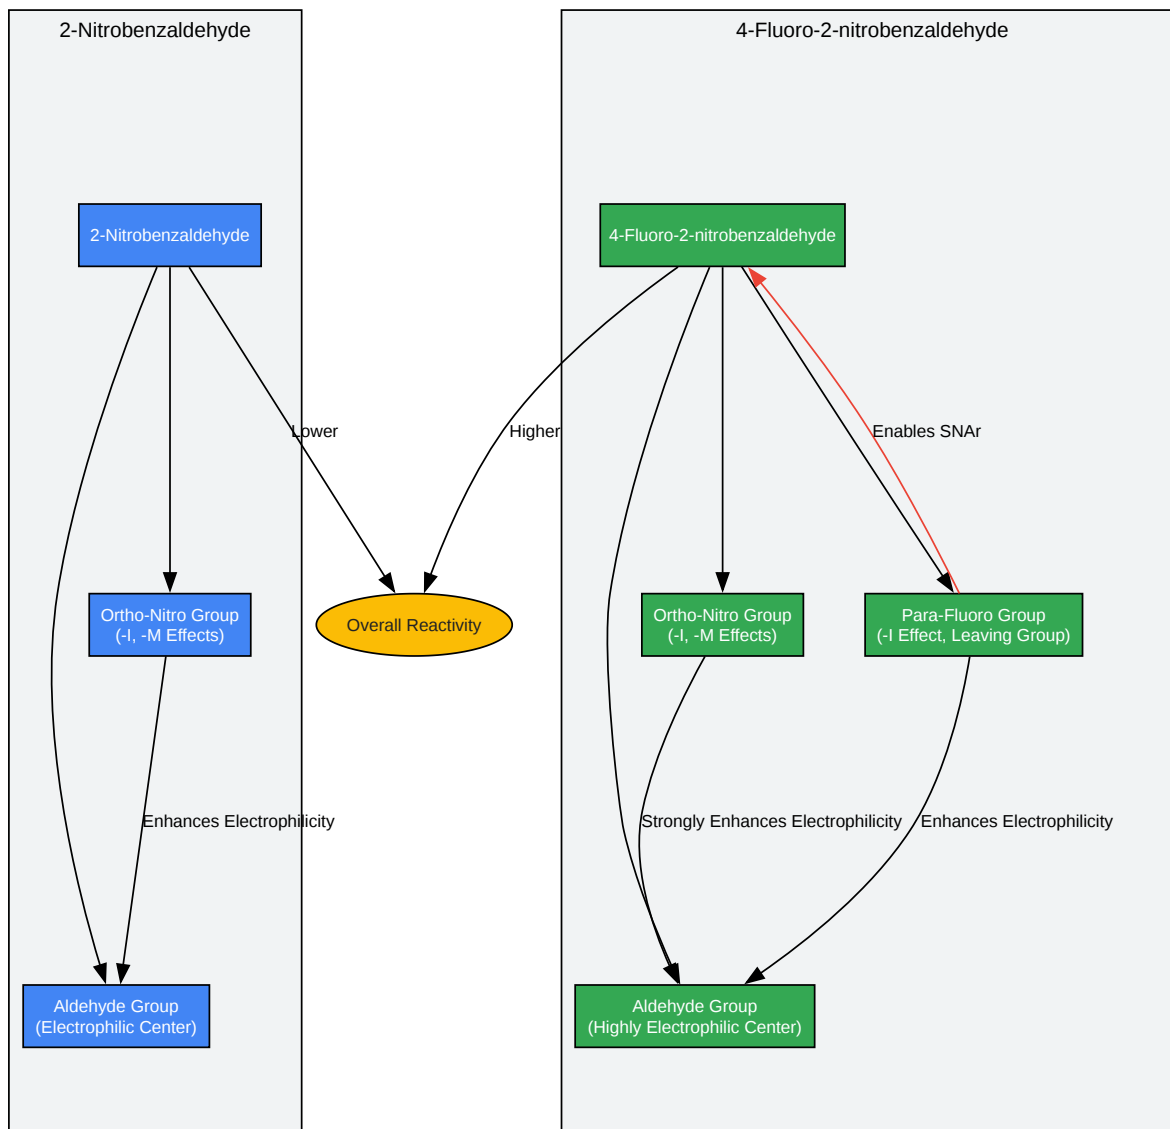 2-Nitrobenzaldehyde
4-Fluoro-2-nitrobenzaldehyde
2-Nitrobenzaldehyde
4-Fluoro-2-nitrobenzaldehyde
Lower
Higher
Enables SNAr
Ortho-Nitro Group
(-I, -M Effects)
Overall Reactivity
Ortho-Nitro Group
(-I, -M Effects)
Para-Fluoro Group
(-I Effect, Leaving Group)
Enhances Electrophilicity
Strongly Enhances Electrophilicity
Enhances Electrophilicity
Aldehyde Group
(Electrophilic Center)
Aldehyde Group
(Highly Electrophilic Center)